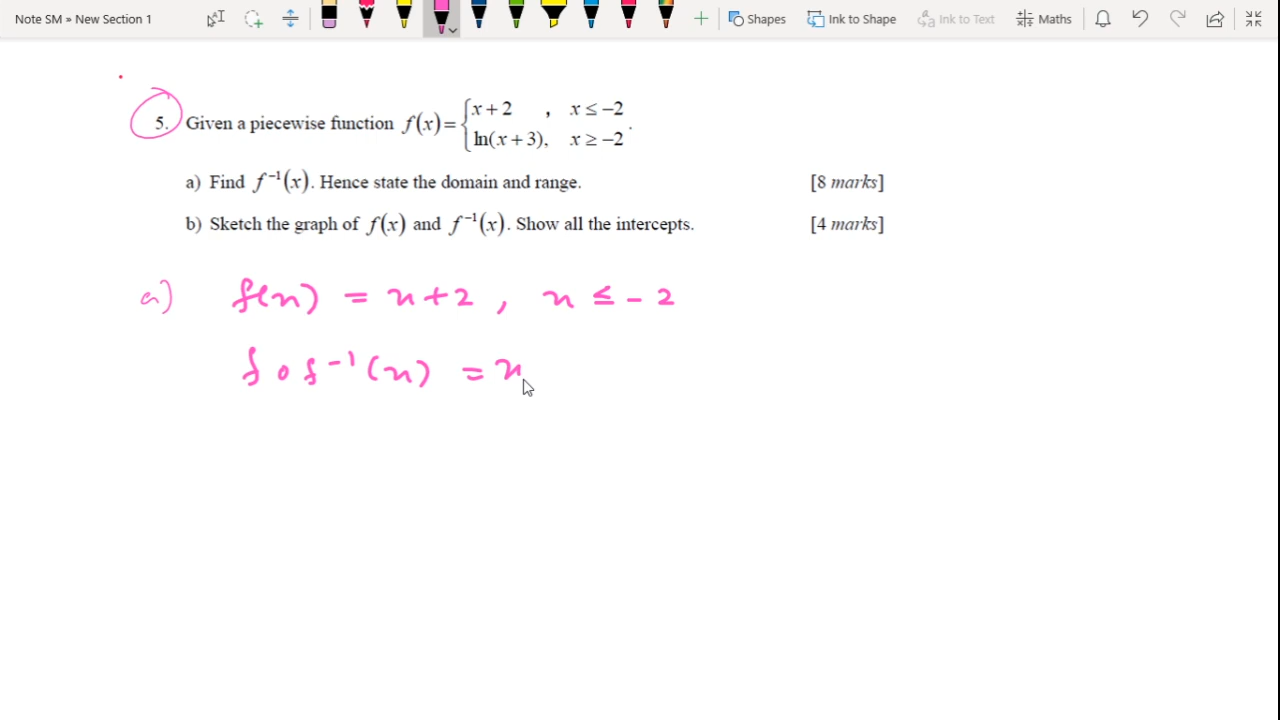 Note SM » New Section 1 Shapes Ink to Shape Ink to Text Maths
5. Given a piecewise function f(x) = { x + 2 , x ≤ −2
ln(x + 3), x ≥ −2 .
a) Find f⁻¹(x). Hence state the domain and range. [8 marks]
b) Sketch the graph of f(x) and f⁻¹(x). Show all the intercepts. [4 marks]
a) f(x) = x + 2 , x ≤ - 2
f o f⁻¹(x) = x